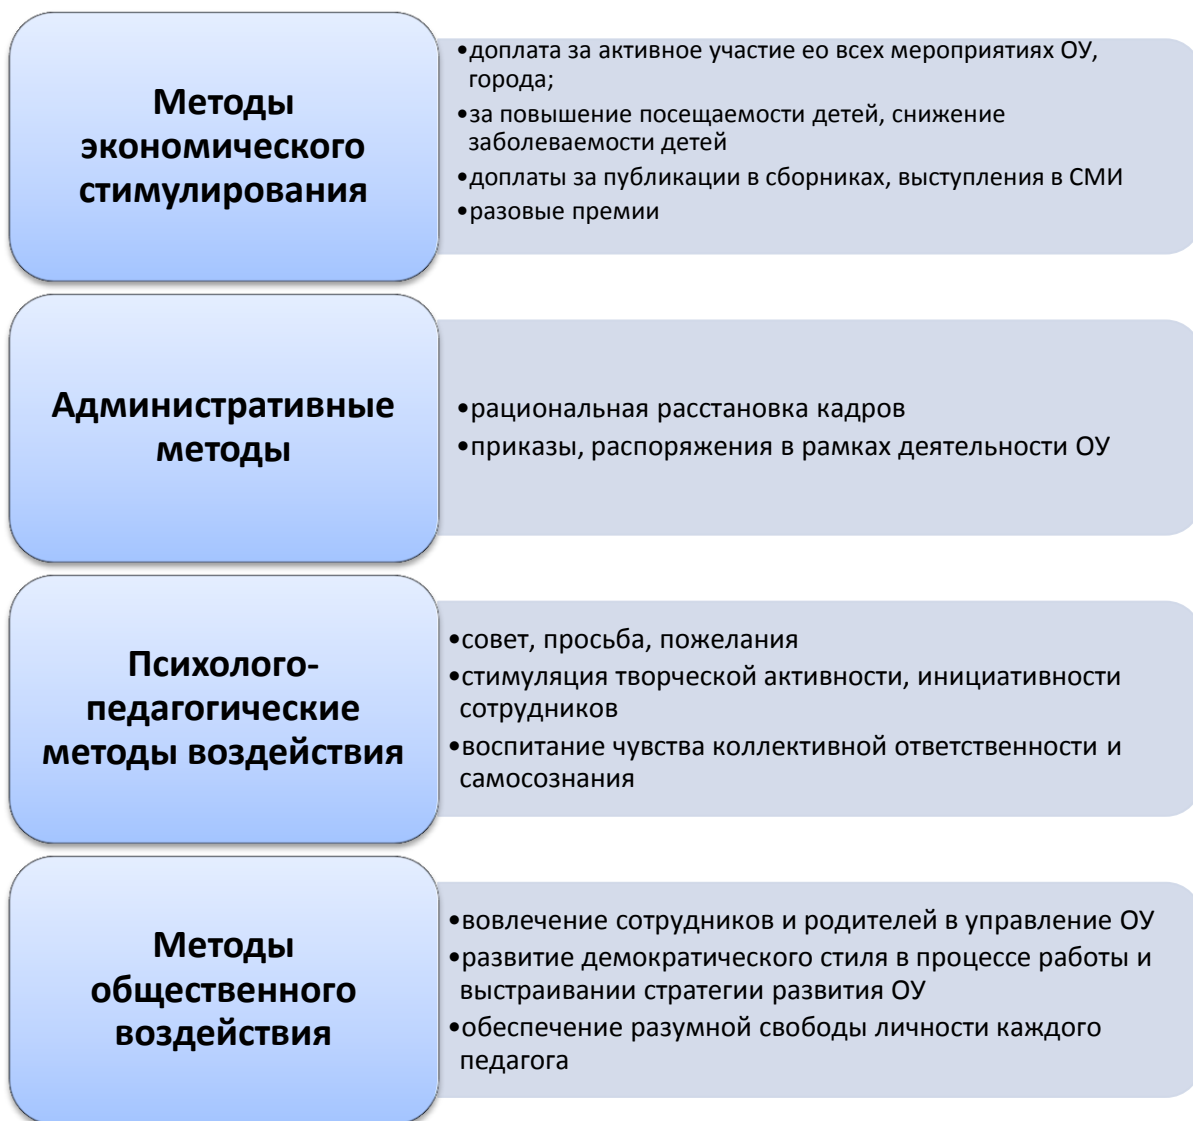 Методы
экономического
стимулирования
•доплата за активное участие ео всех мероприятиях ОУ,
города;
•за повышение посещаемости детей, снижение
заболеваемости детей
•доплаты за публикации в сборниках, выступления в СМИ
•разовые премии
Административные
методы
•рациональная расстановка кадров
•приказы, распоряжения в рамках деятельности ОУ
Психолого-
педагогические
методы воздействия
•совет, просьба, пожелания
•стимуляция творческой активности, инициативности
сотрудников
•воспитание чувства коллективной ответственности и
самосознания
Методы
общественного
воздействия
•вовлечение сотрудников и родителей в управление ОУ
•развитие демократического стиля в процессе работы и
выстраивании стратегии развития ОУ
•обеспечение разумной свободы личности каждого
педагога